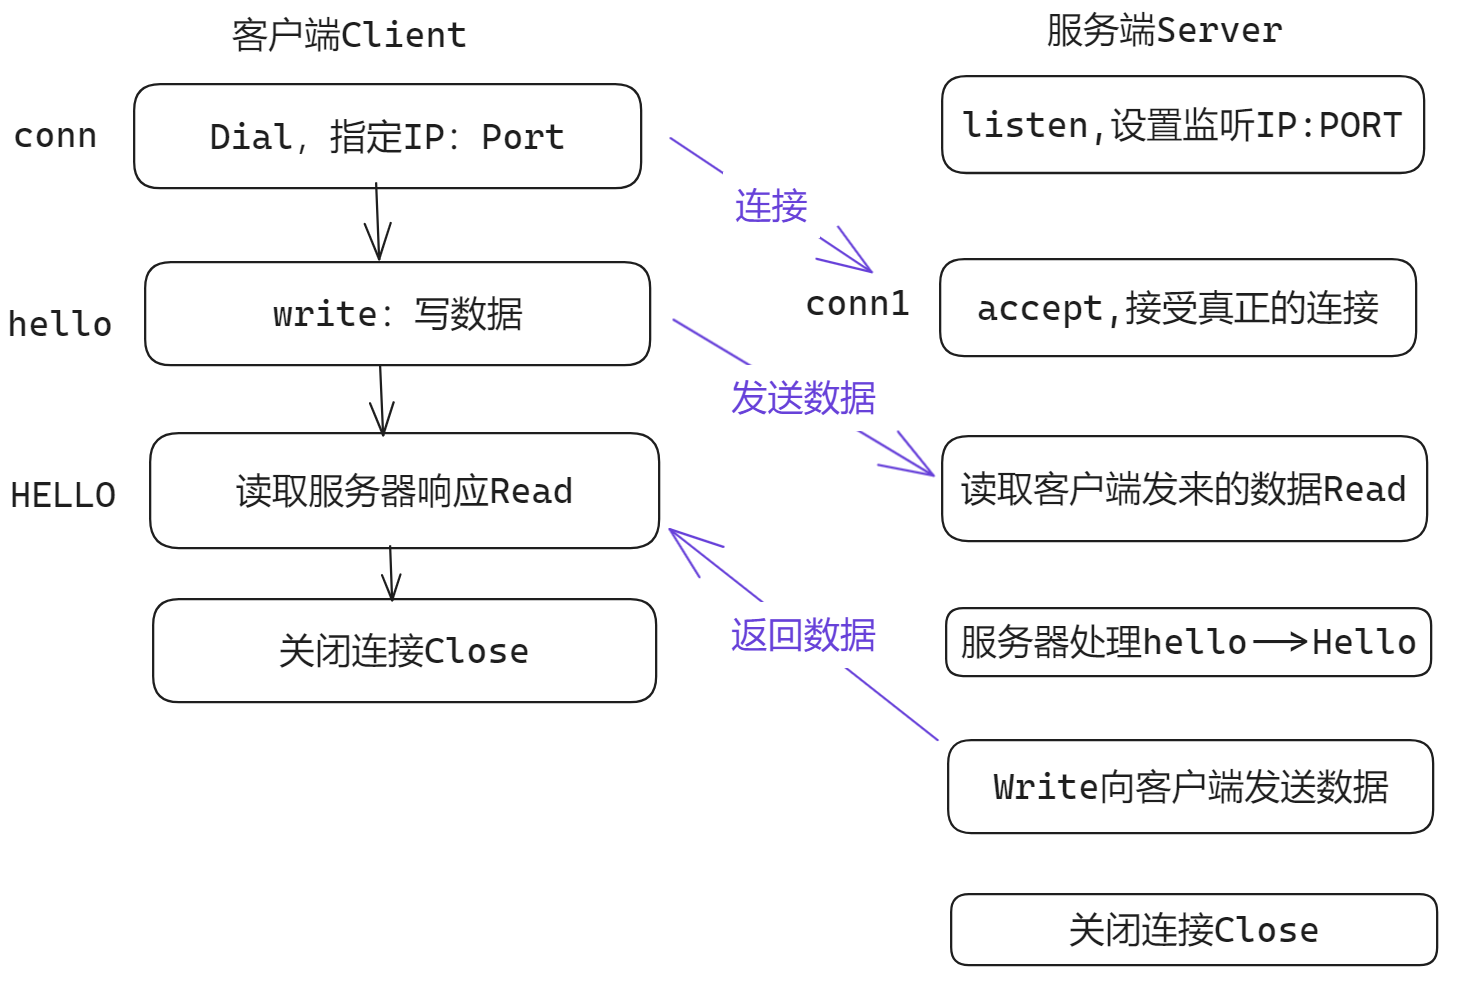 客户端Client
服务端Server
conn
Dial，指定IP：Port
listen,设置监听IP:PORT
连接
hello
write：写数据
conn1
accept,接受真正的连接
发送数据
HELLO
读取服务器响应Read
读取客户端发来的数据Read
返回数据
关闭连接Close
服务器处理hello-->Hello
Write向客户端发送数据
关闭连接Close